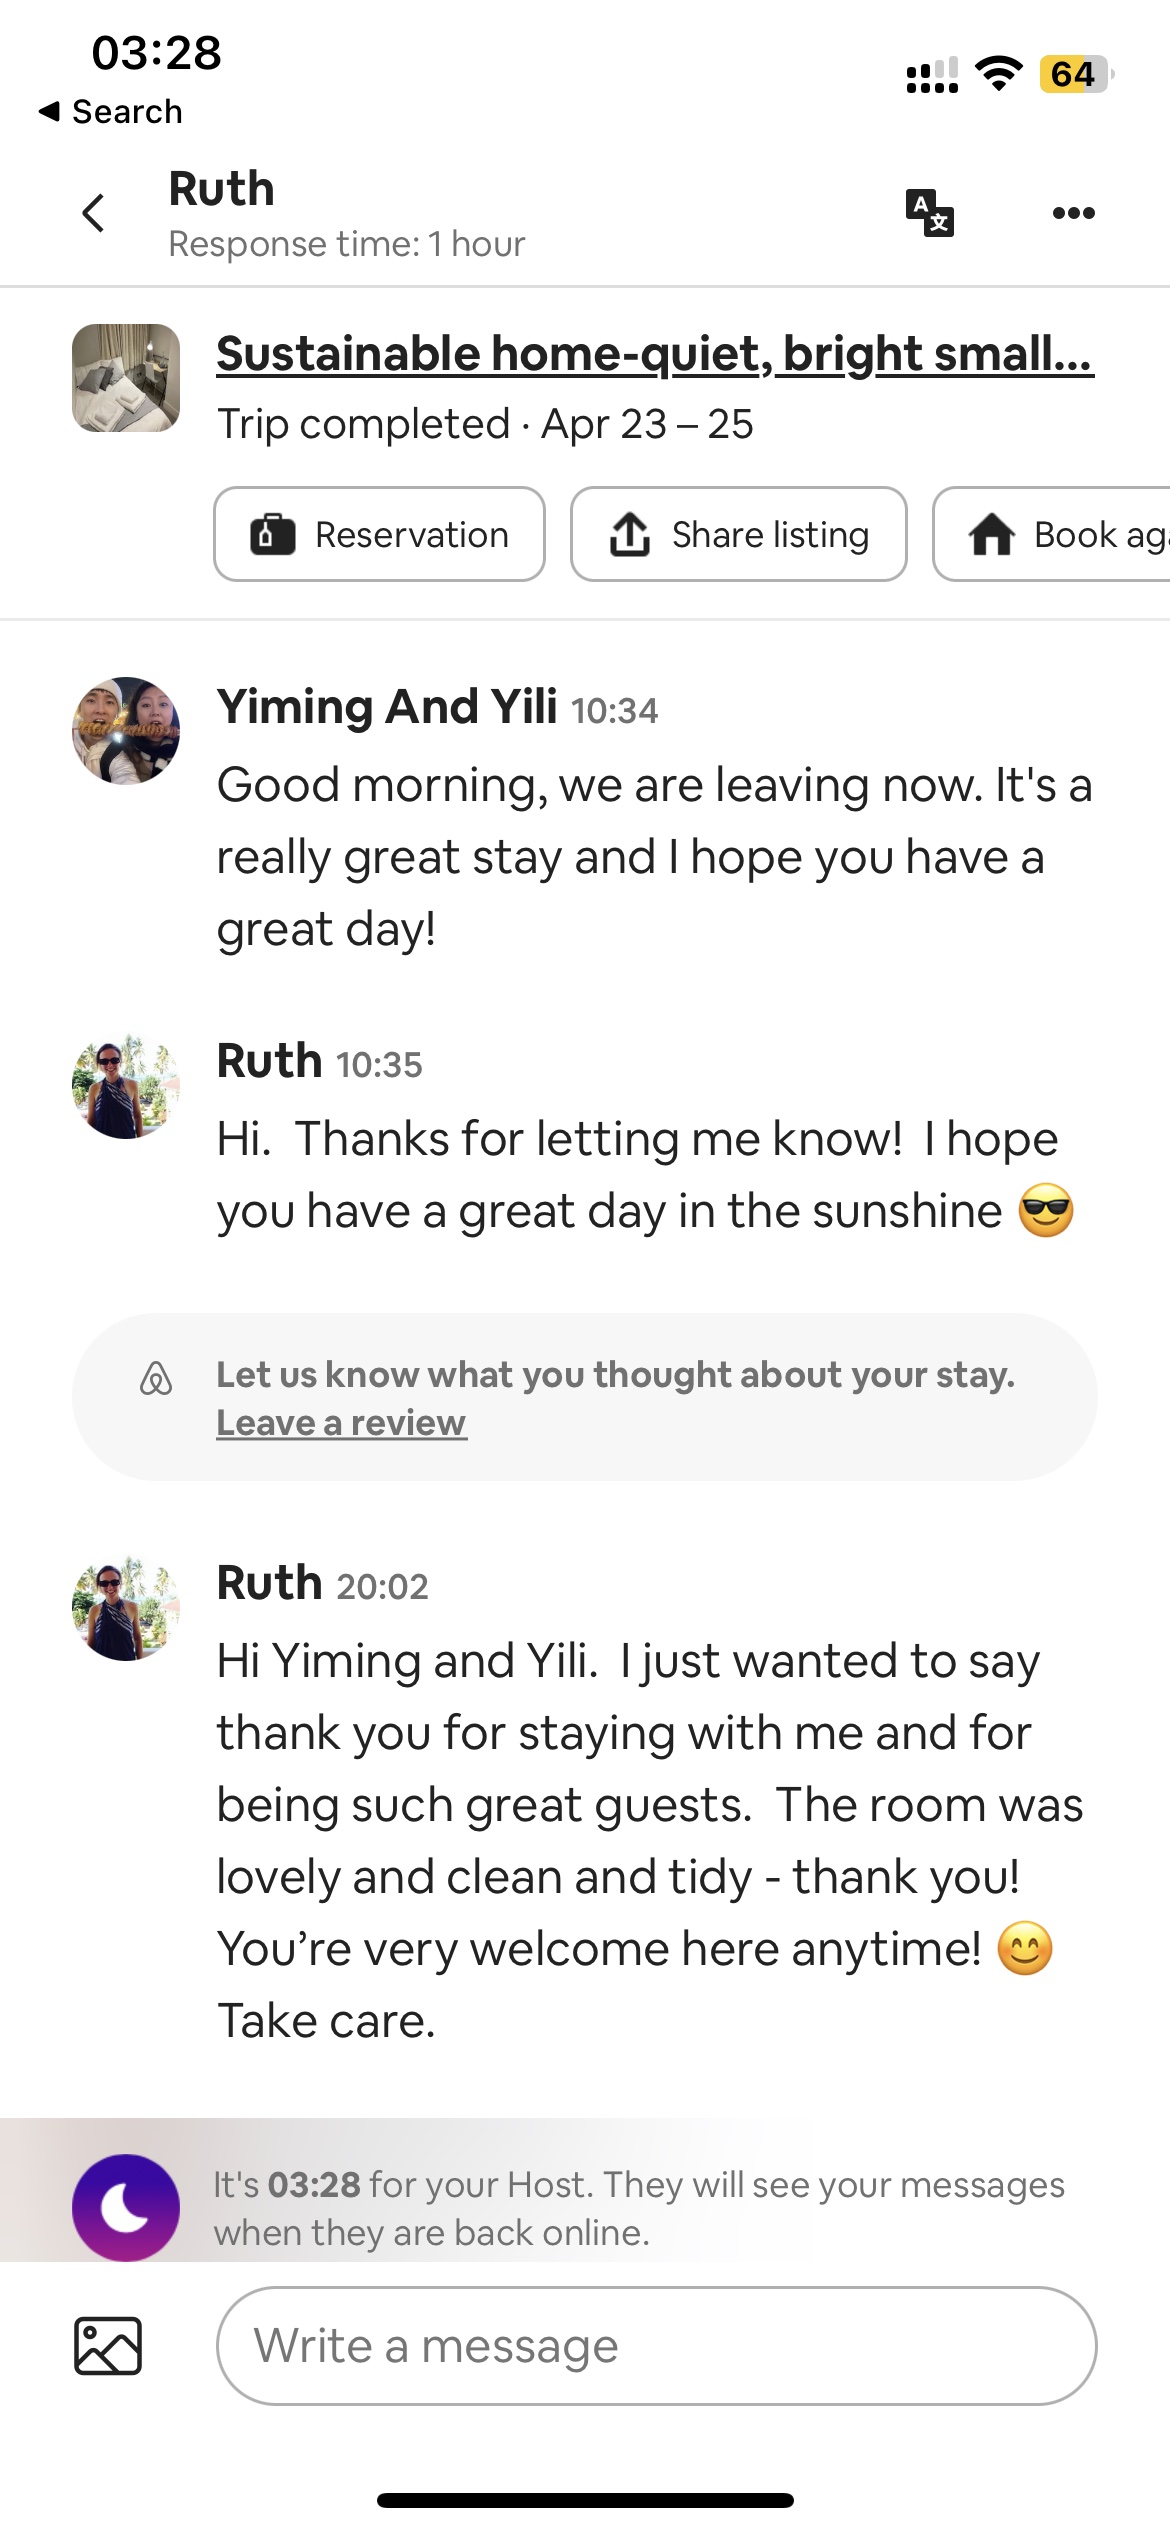 03:28
64
◀ Search
Ruth
Response time: 1 hour
A
文
Sustainable home-quiet, bright small...
Trip completed · Apr 23 – 25
Reservation
Share listing
Book aga
Yiming And Yili 10:34
Good morning, we are leaving now. It's a
really great stay and I hope you have a
great day!
Ruth 10:35
Hi.  Thanks for letting me know!  I hope
you have a great day in the sunshine 😎
Let us know what you thought about your stay.
Leave a review
Ruth 20:02
Hi Yiming and Yili.  I just wanted to say
thank you for staying with me and for
being such great guests.  The room was
lovely and clean and tidy - thank you!
You’re very welcome here anytime! 😊
Take care.
It's 03:28 for your Host. They will see your messages
when they are back online.
Write a message